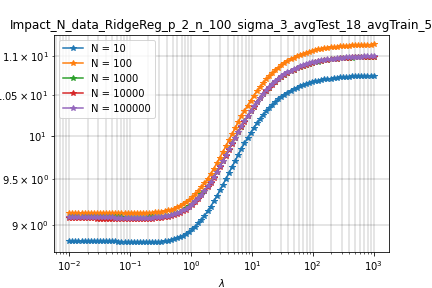 Impact_N_data_RidgeReg_p_2_n_100_sigma_3_avgTest_18_avgTrain_5
1.1 × 10¹
1.05 × 10¹
10¹
9.5 × 10⁰
9 × 10⁰
N = 10
N = 100
N = 1000
N = 10000
N = 100000
10⁻² 10⁻¹ 10⁰ 10¹ 10² 10³
λ